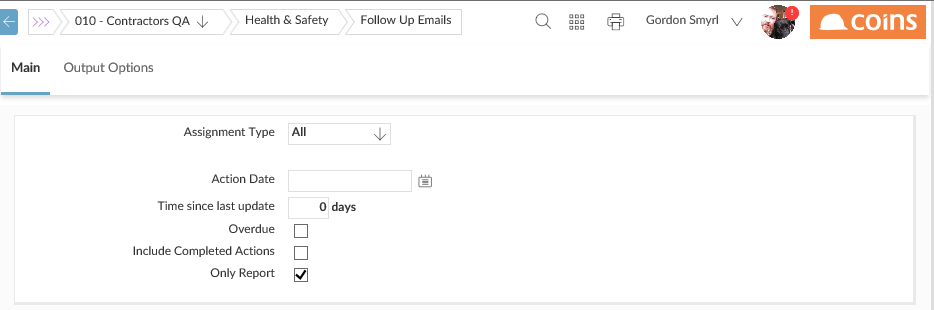 010 - Contractors QA Health & Safety Follow Up Emails Gordon Smyrl ! coins
Main Output Options
Assignment Type All
Action Date
Time since last update 0 days
Overdue
Include Completed Actions
Only Report